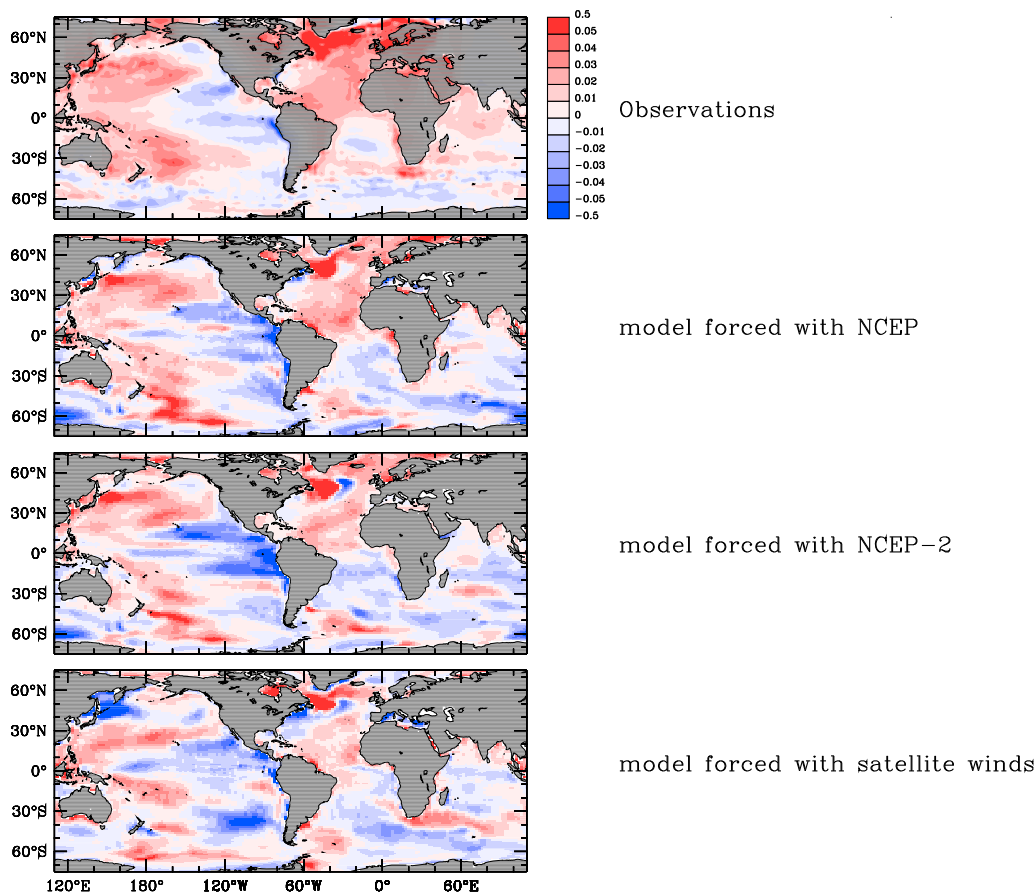 60°N
30°N
0°
30°S
60°S
0.5
0.05
0.04
0.03
0.02
0.01
0
−0.01
−0.02
−0.03
−0.04
−0.05
−0.5
Observations
60°N
30°N
0°
30°S
60°S
model forced with NCEP
60°N
30°N
0°
30°S
60°S
model forced with NCEP−2
60°N
30°N
0°
30°S
60°S
model forced with satellite winds
120°E 180°W 120°W 60°W 0° 60°E